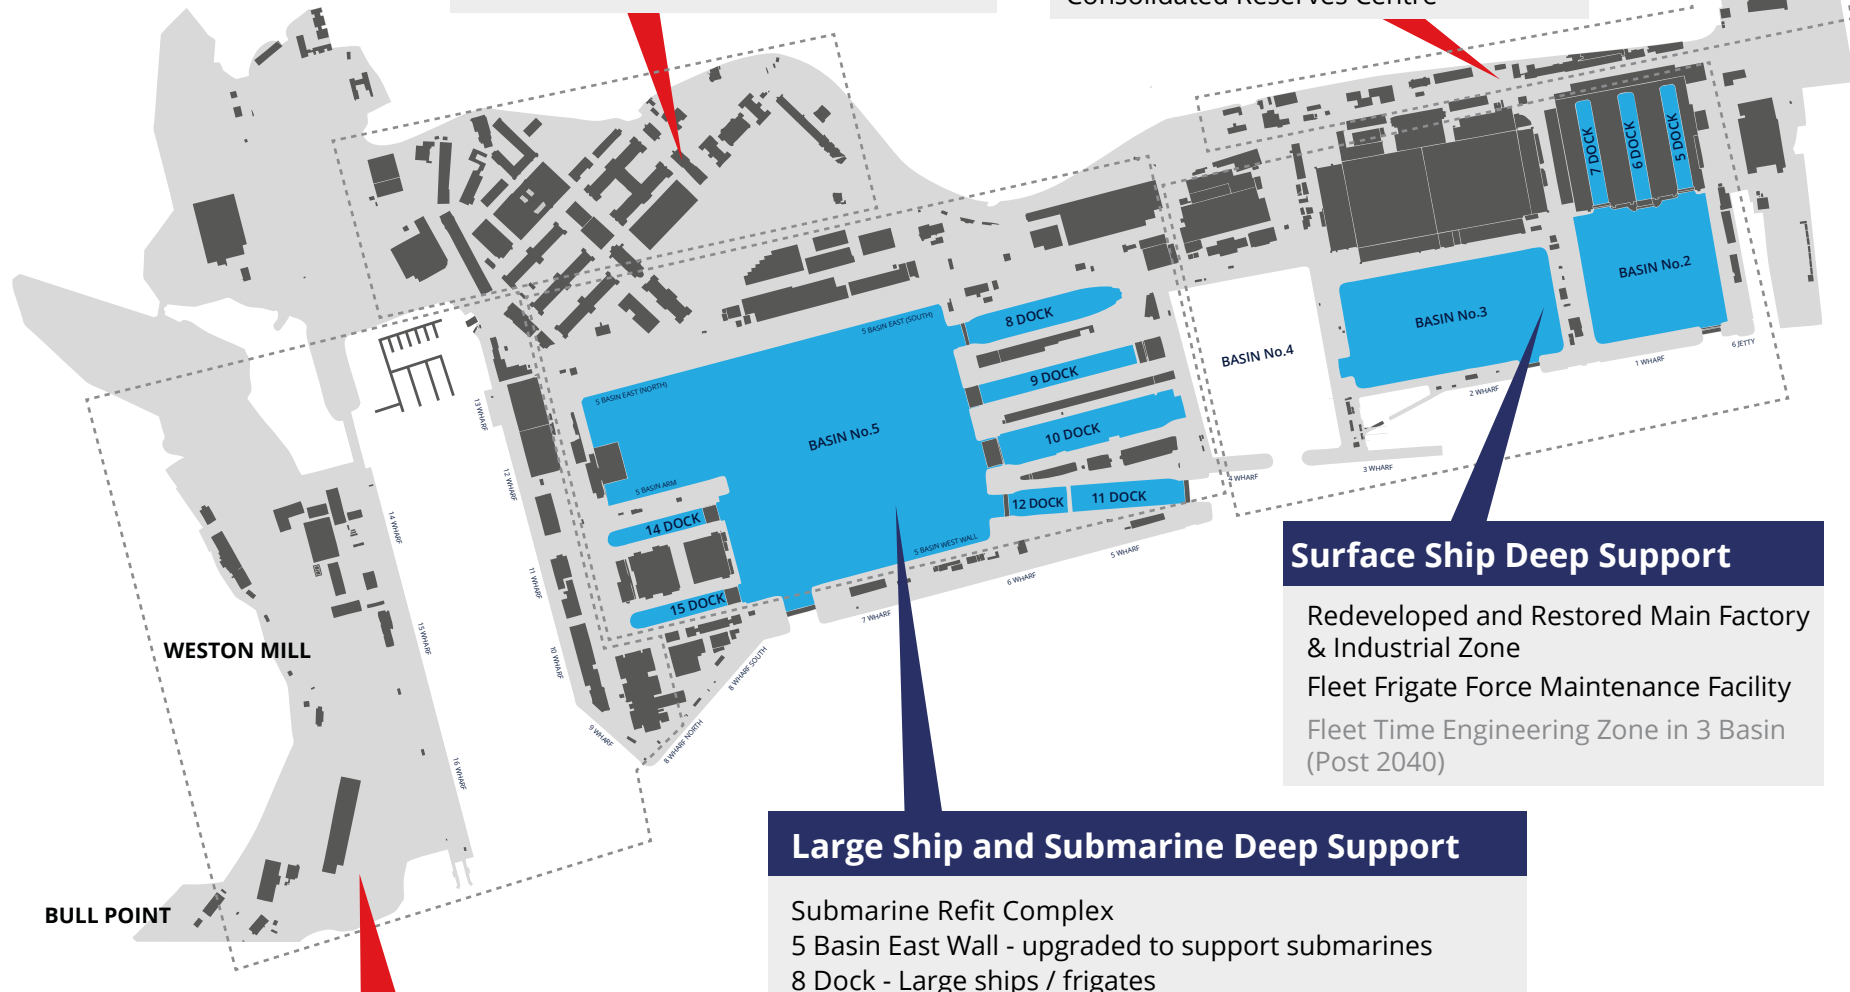 Consolidated Reserves Centre
7 DOCK
6 DOCK
5 DOCK
BASIN No.2
BASIN No.3
BASIN No.4
6 JETTY
1 WHARF
2 WHARF
3 WHARF
4 WHARF
8 DOCK
9 DOCK
10 DOCK
12 DOCK
11 DOCK
5 BASIN EAST (SOUTH)
5 BASIN EAST (NORTH)
BASIN No.5
5 BASIN ARM
14 DOCK
15 DOCK
5 BASIN WEST WALL
5 WHARF
6 WHARF
7 WHARF
8 WHARF SOUTH
8 WHARF NORTH
9 WHARF
10 WHARF
11 WHARF
12 WHARF
13 WHARF
14 WHARF
15 WHARF
16 WHARF
WESTON MILL
BULL POINT
Surface Ship Deep Support
Redeveloped and Restored Main Factory
& Industrial Zone
Fleet Frigate Force Maintenance Facility
Fleet Time Engineering Zone in 3 Basin
(Post 2040)
Large Ship and Submarine Deep Support
Submarine Refit Complex
5 Basin East Wall - upgraded to support submarines
8 Dock - Large ships / frigates